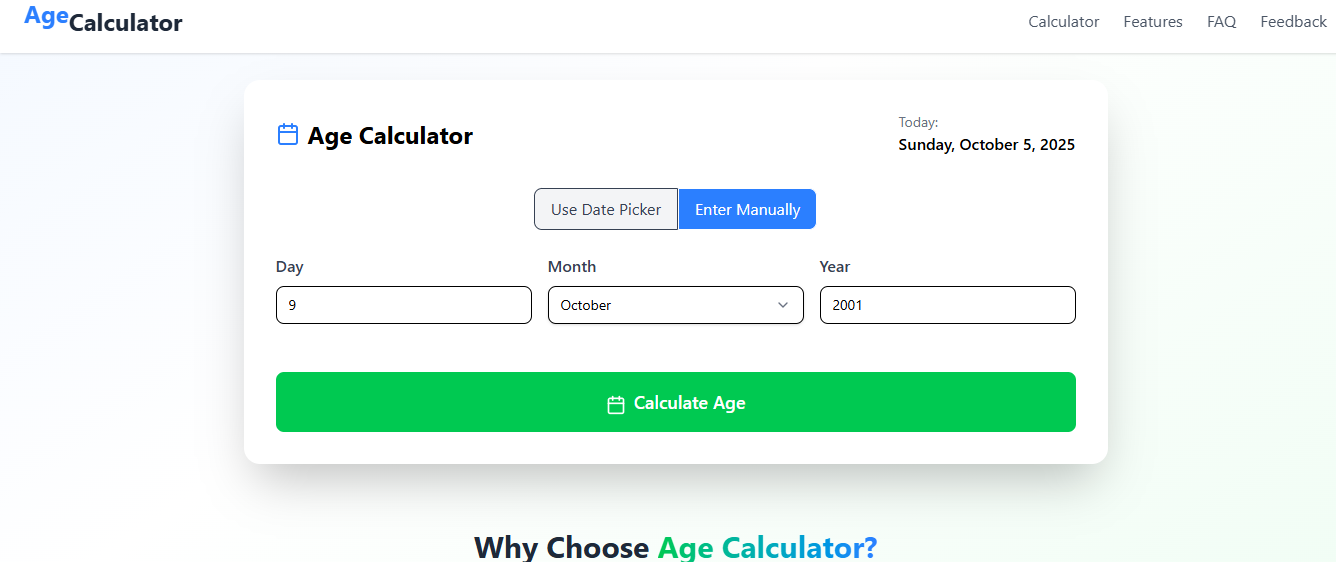 AgeCalculator Calculator Features FAQ Feedback
Age Calculator
Today:
Sunday, October 5, 2025
Use Date Picker Enter Manually
Day Month Year
9 October 2001
Calculate Age
Why Choose Age Calculator?